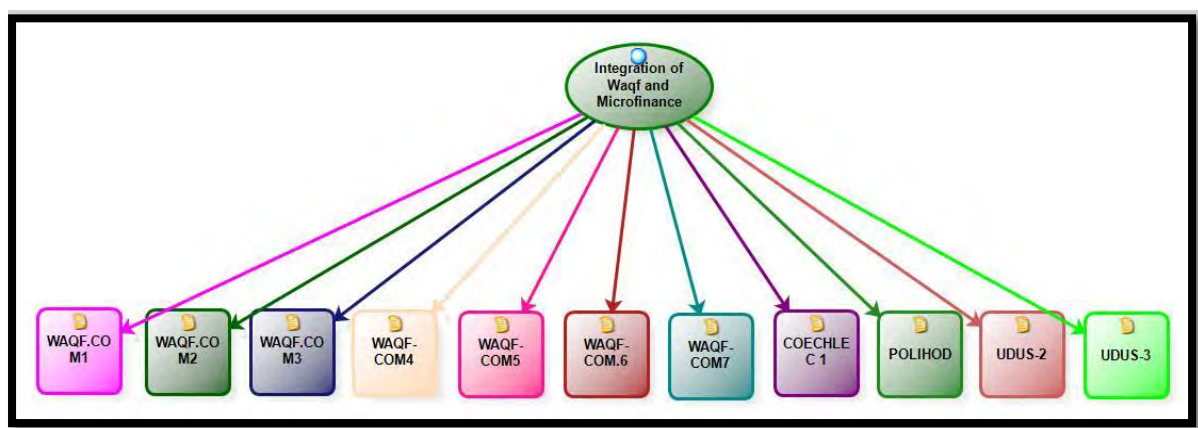 Integration of
Waqf and
Microfinance
WAQF.CO
M1
WAQF.CO
M2
WAQF.CO
M3
WAQF-
COM4
WAQF-
COM5
WAQF-
COM.6
WAQF-
COM7
COECHLE
C 1
POLIHOD
UDUS-2
UDUS-3